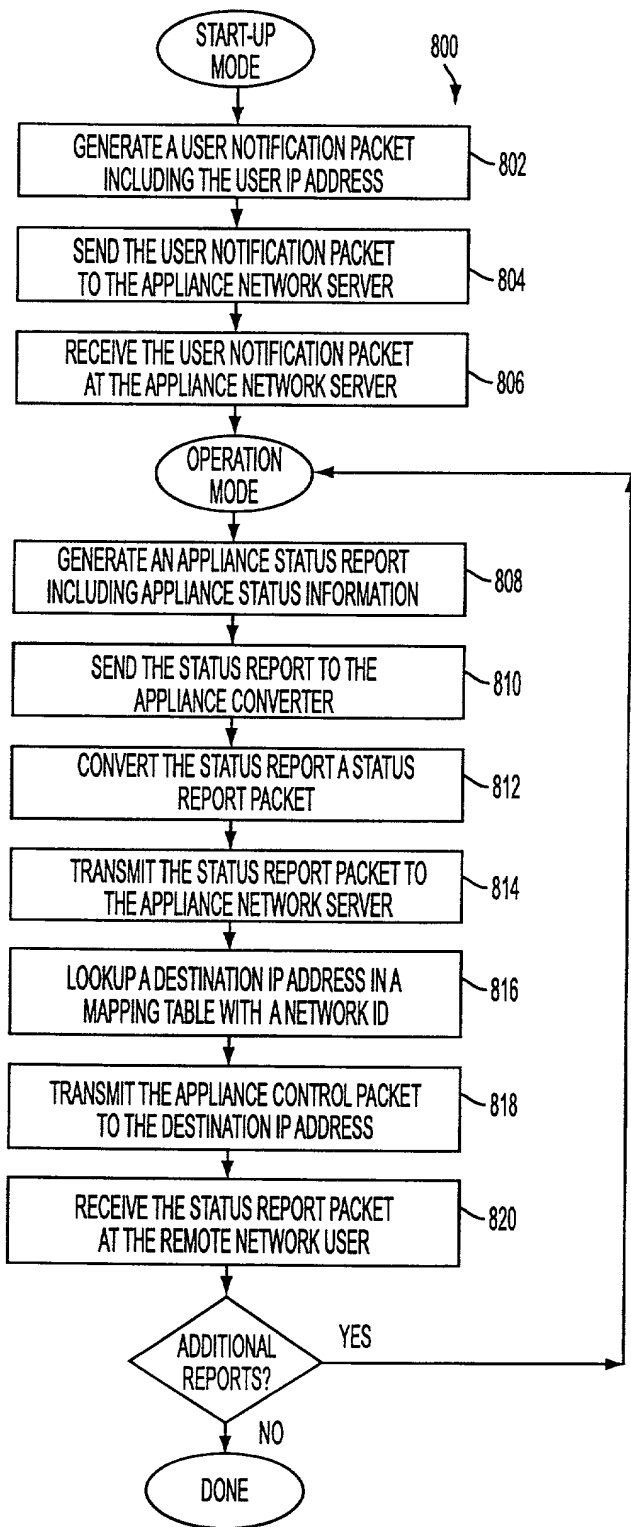 START-UP
MODE
800
GENERATE A USER NOTIFICATION PACKET
INCLUDING THE USER IP ADDRESS
802
SEND THE USER NOTIFICATION PACKET
TO THE APPLIANCE NETWORK SERVER
804
RECEIVE THE USER NOTIFICATION PACKET
AT THE APPLIANCE NETWORK SERVER
806
OPERATION
MODE
GENERATE AN APPLIANCE STATUS REPORT
INCLUDING APPLIANCE STATUS INFORMATION
808
SEND THE STATUS REPORT TO THE
APPLIANCE CONVERTER
810
CONVERT THE STATUS REPORT A STATUS
REPORT PACKET
812
TRANSMIT THE STATUS REPORT PACKET TO
THE APPLIANCE NETWORK SERVER
814
LOOKUP A DESTINATION IP ADDRESS IN A
MAPPING TABLE WITH A NETWORK ID
816
TRANSMIT THE APPLIANCE CONTROL PACKET
TO THE DESTINATION IP ADDRESS
818
RECEIVE THE STATUS REPORT PACKET
AT THE REMOTE NETWORK USER
820
ADDITIONAL
REPORTS?
YES
NO
DONE